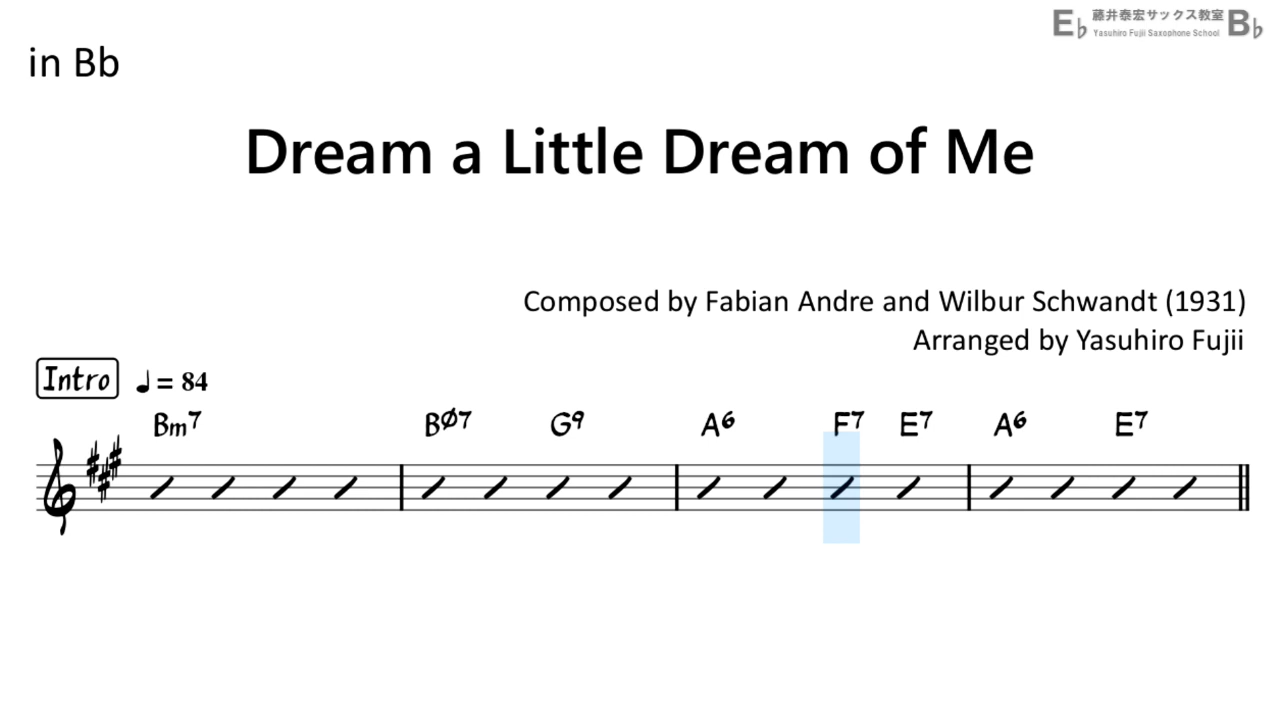 E♭ 藤井泰宏サックス教室 B♭
Yasuhiro Fujii Saxophone School
in Bb
Dream a Little Dream of Me
Composed by Fabian Andre and Wilbur Schwandt (1931)
Arranged by Yasuhiro Fujii
Intro ♩= 84
Bm7 BØ7 G9 A6 F7 E7 A6 E7